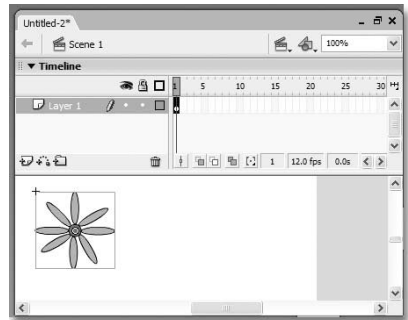 Untitled-2*
Scene 1
100%
Timeline
1 5 10 15 20 25 30
Layer 1
1 12.0 fps 0.0s